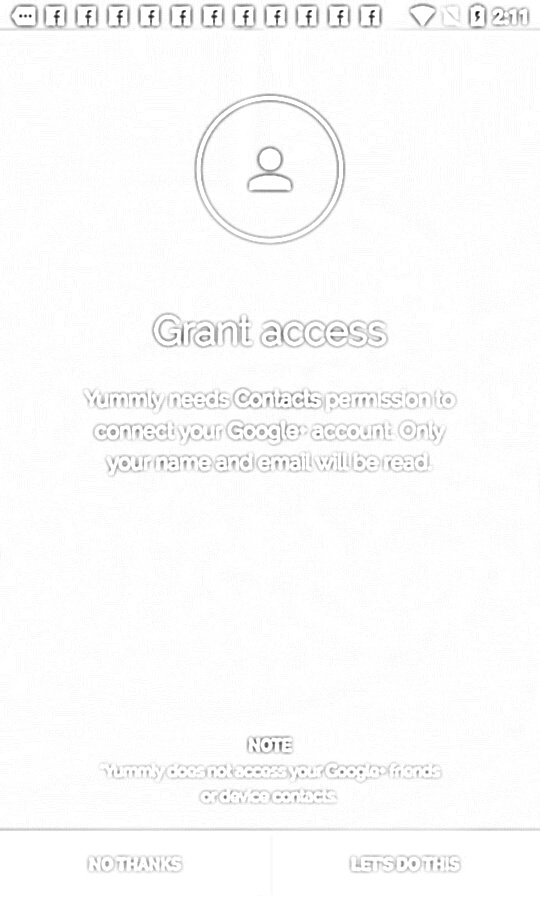 2:11
Grant access
Yummly needs Contacts permission to
connect your Google+ account. Only
your name and email will be read.
NOTE
*Yummly does not access your Google+ friends
or device contacts.
NO THANKS
LET'S DO THIS